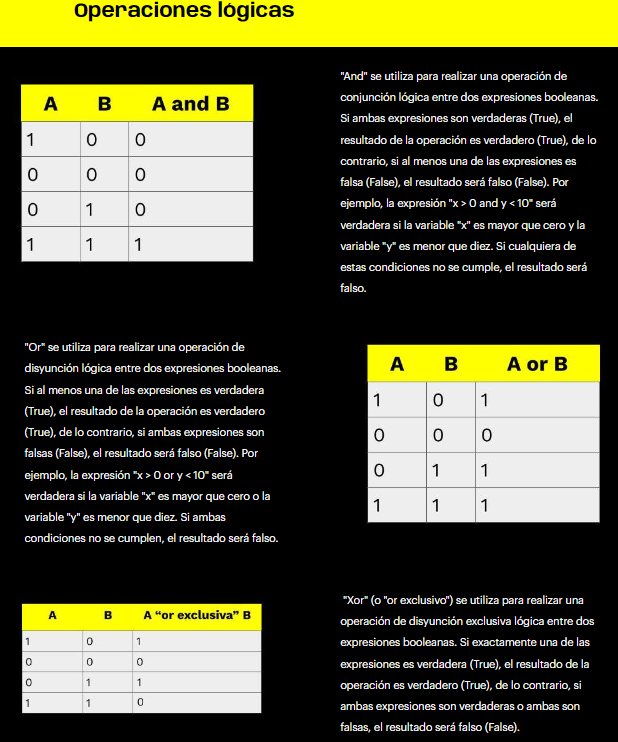 Operaciones lógicas
A B A and B
1 0 0
0 0 0
0 1 0
1 1 1
"And" se utiliza para realizar una operación de
conjunción lógica entre dos expresiones booleanas.
Si ambas expresiones son verdaderas (True), el
resultado de la operación es verdadero (True), de lo
contrario, si al menos una de las expresiones es
falsa (False), el resultado será falso (False). Por
ejemplo, la expresión "x > 0 and y < 10" será
verdadera si la variable "x" es mayor que cero y la
variable "y" es menor que diez. Si cualquiera de
estas condiciones no se cumple, el resultado será
falso.
"Or" se utiliza para realizar una operación de
disyunción lógica entre dos expresiones booleanas.
Si al menos una de las expresiones es verdadera
(True), el resultado de la operación es verdadero
(True), de lo contrario, si ambas expresiones son
falsas (False), el resultado será falso (False). Por
ejemplo, la expresión "x > 0 or y < 10" será
verdadera si la variable "x" es mayor que cero o la
variable "y" es menor que diez. Si ambas
condiciones no se cumplen, el resultado será falso.
A B A or B
1 0 1
0 0 0
0 1 1
1 1 1
A B A “or exclusiva” B
1 0 1
0 0 0
0 1 1
1 1 0
"Xor" (o "or exclusivo") se utiliza para realizar una
operación de disyunción exclusiva lógica entre dos
expresiones booleanas. Si exactamente una de las
expresiones es verdadera (True), el resultado de la
operación es verdadero (True), de lo contrario, si
ambas expresiones son verdaderas o ambas son
falsas, el resultado será falso (False).